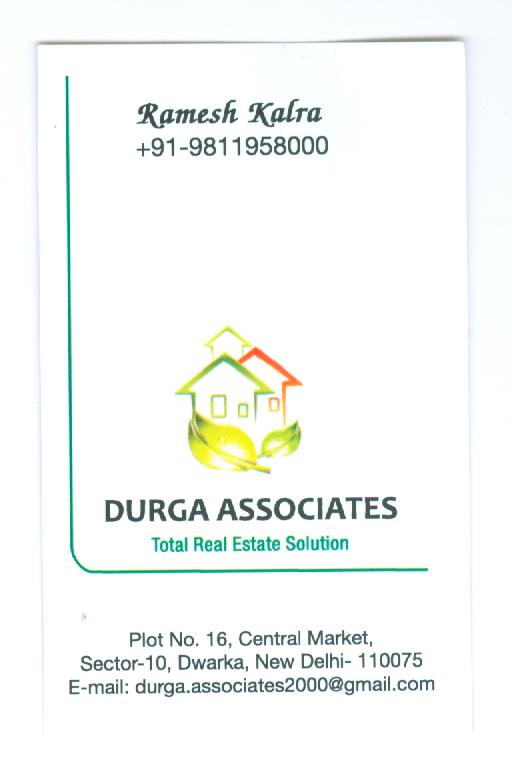 Ramesh Kalra
+91-9811958000
DURGA ASSOCIATES
Total Real Estate Solution
Plot No. 16, Central Market,
Sector-10, Dwarka, New Delhi- 110075
E-mail: durga.associates2000@gmail.com